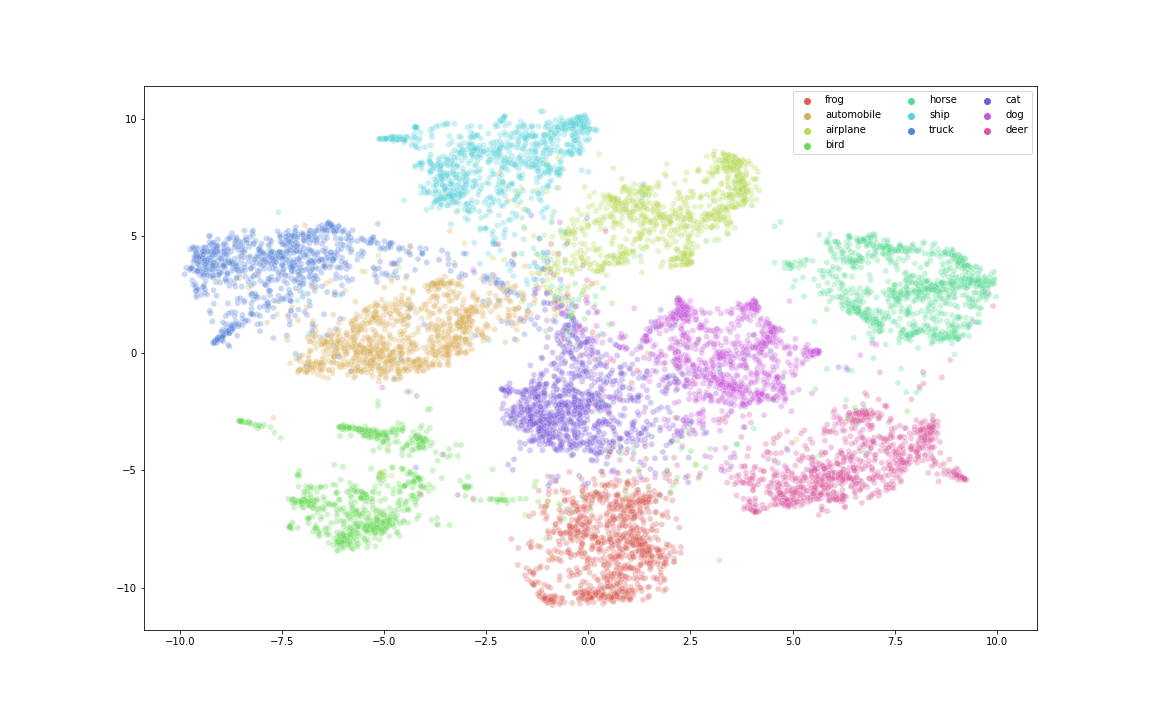 frog horse cat
automobile ship dog
airplane truck deer
bird
10
5
0
−5
−10
−10.0 −7.5 −5.0 −2.5 0.0 2.5 5.0 7.5 10.0